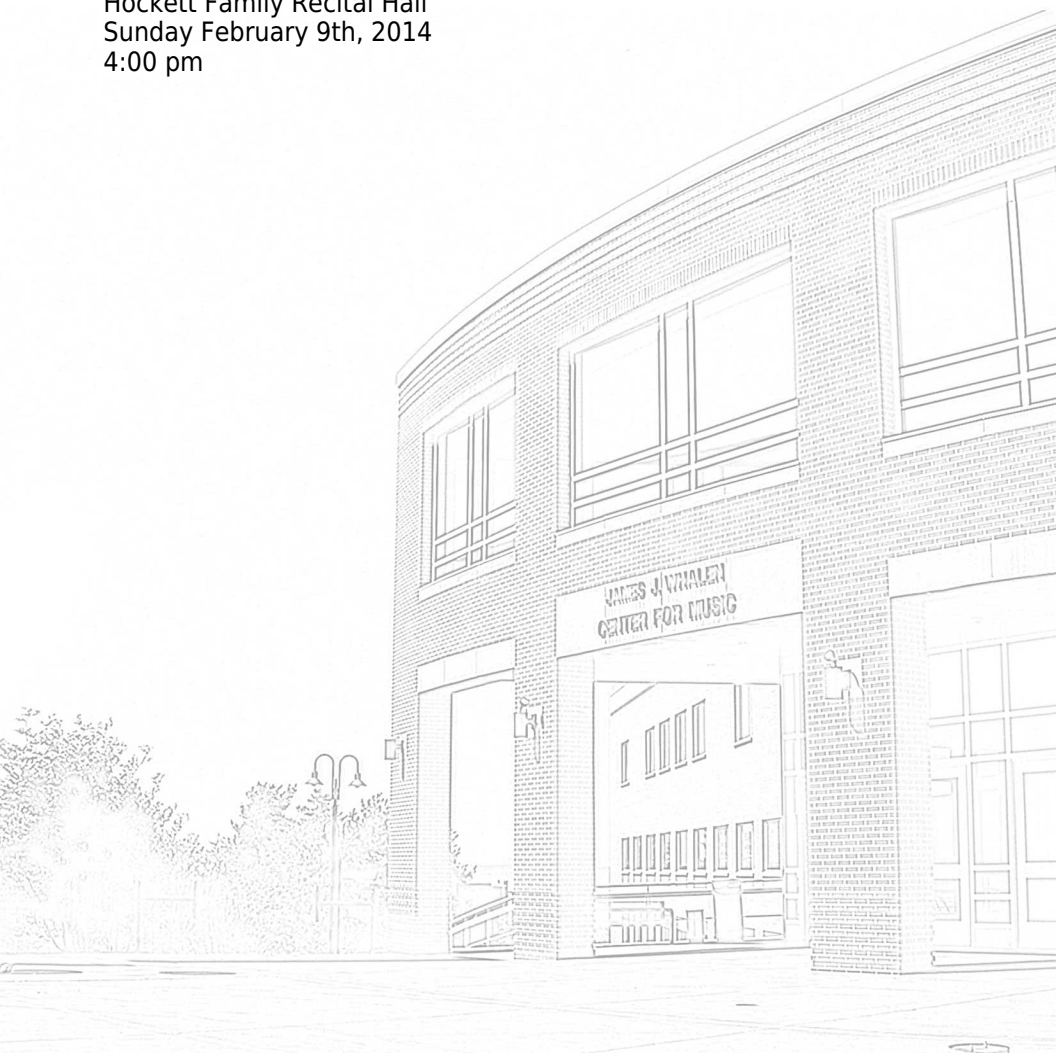 Hockett Family Recital Hall
Sunday February 9th, 2014
4:00 pm
JAMES J. WHALEN
CENTER FOR MUSIC